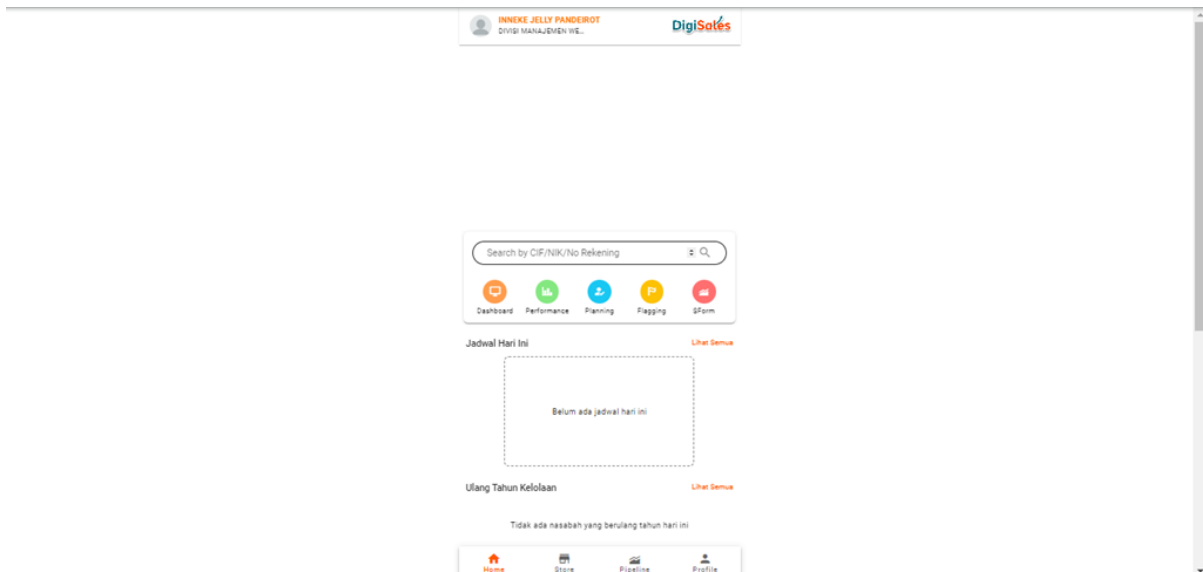 INNEKE JELLY PANDEIROT
DIVISI MANAJEMEN WE...
DigiSales
Search by CIF/NIK/No Rekening
Dashboard Performance Planning Flagging SForm
Jadwal Hari Ini Lihat Semua
Belum ada jadwal hari ini
Ulang Tahun Kelolaan Lihat Semua
Tidak ada nasabah yang berulang tahun hari ini
Home Store Pipeline Profile